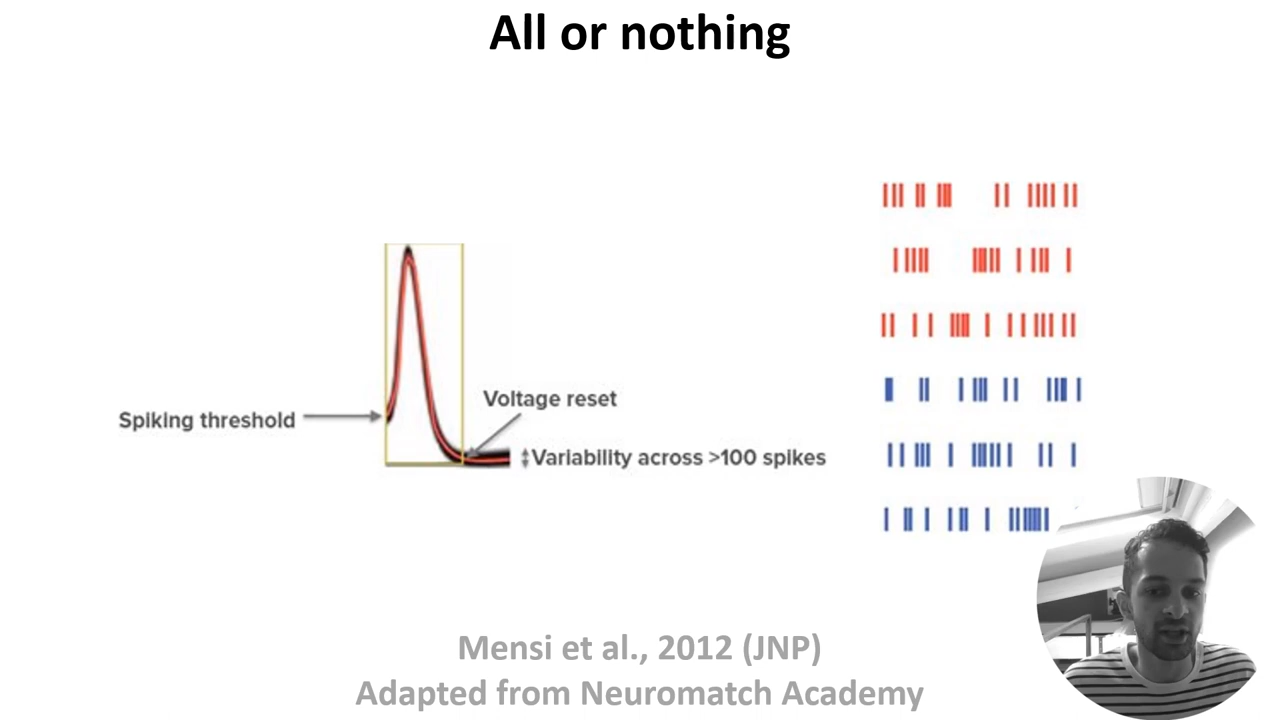 All or nothing
Voltage reset
Spiking threshold
Variability across >100 spikes
Mensi et al., 2012 (JNP)
Adapted from Neuromatch Academy